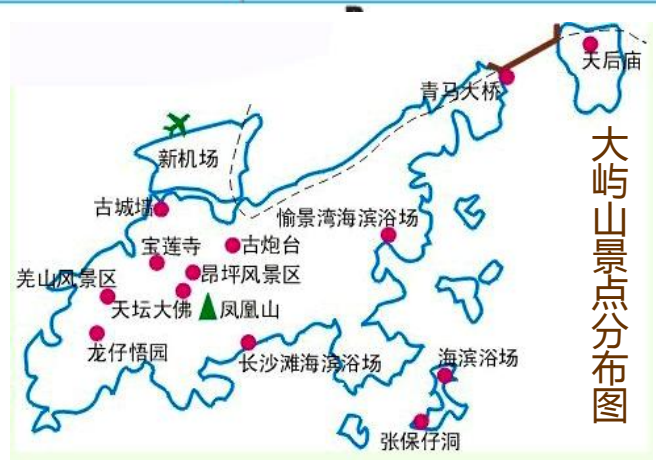 天后庙
青马大桥
新机场
古城墙
愉景湾海滨浴场
宝莲寺
古炮台
羌山风景区
昂坪风景区
天坛大佛
凤凰山
龙仔悟园
长沙滩海滨浴场
海滨浴场
张保仔洞
大屿山景点分布图